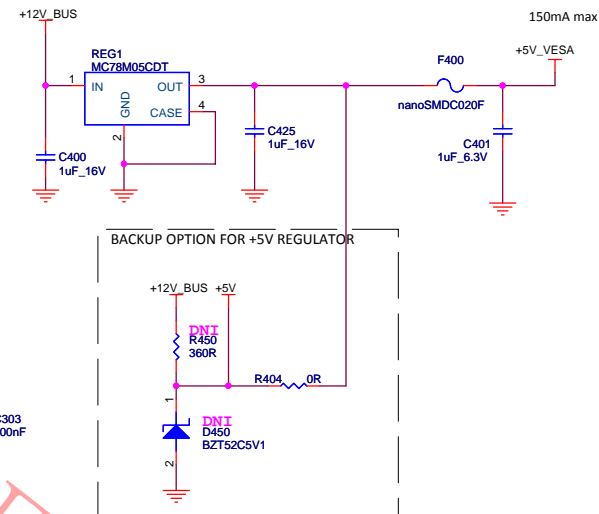 +12V_BUS
150mA max
REG1
MC78M05CDT
F400
+5V_VESA
1
IN
OUT
3
GND
CASE
4
2
nanoSMDC020F
C400
1uF_16V
C425
1uF_16V
C401
1uF_6.3V
BACKUP OPTION FOR +5V REGULATOR
+12V_BUS
+5V
DNI
R450
360R
R404
0R
1
DNI
D450
BZT52C5V1
2
303
00nF